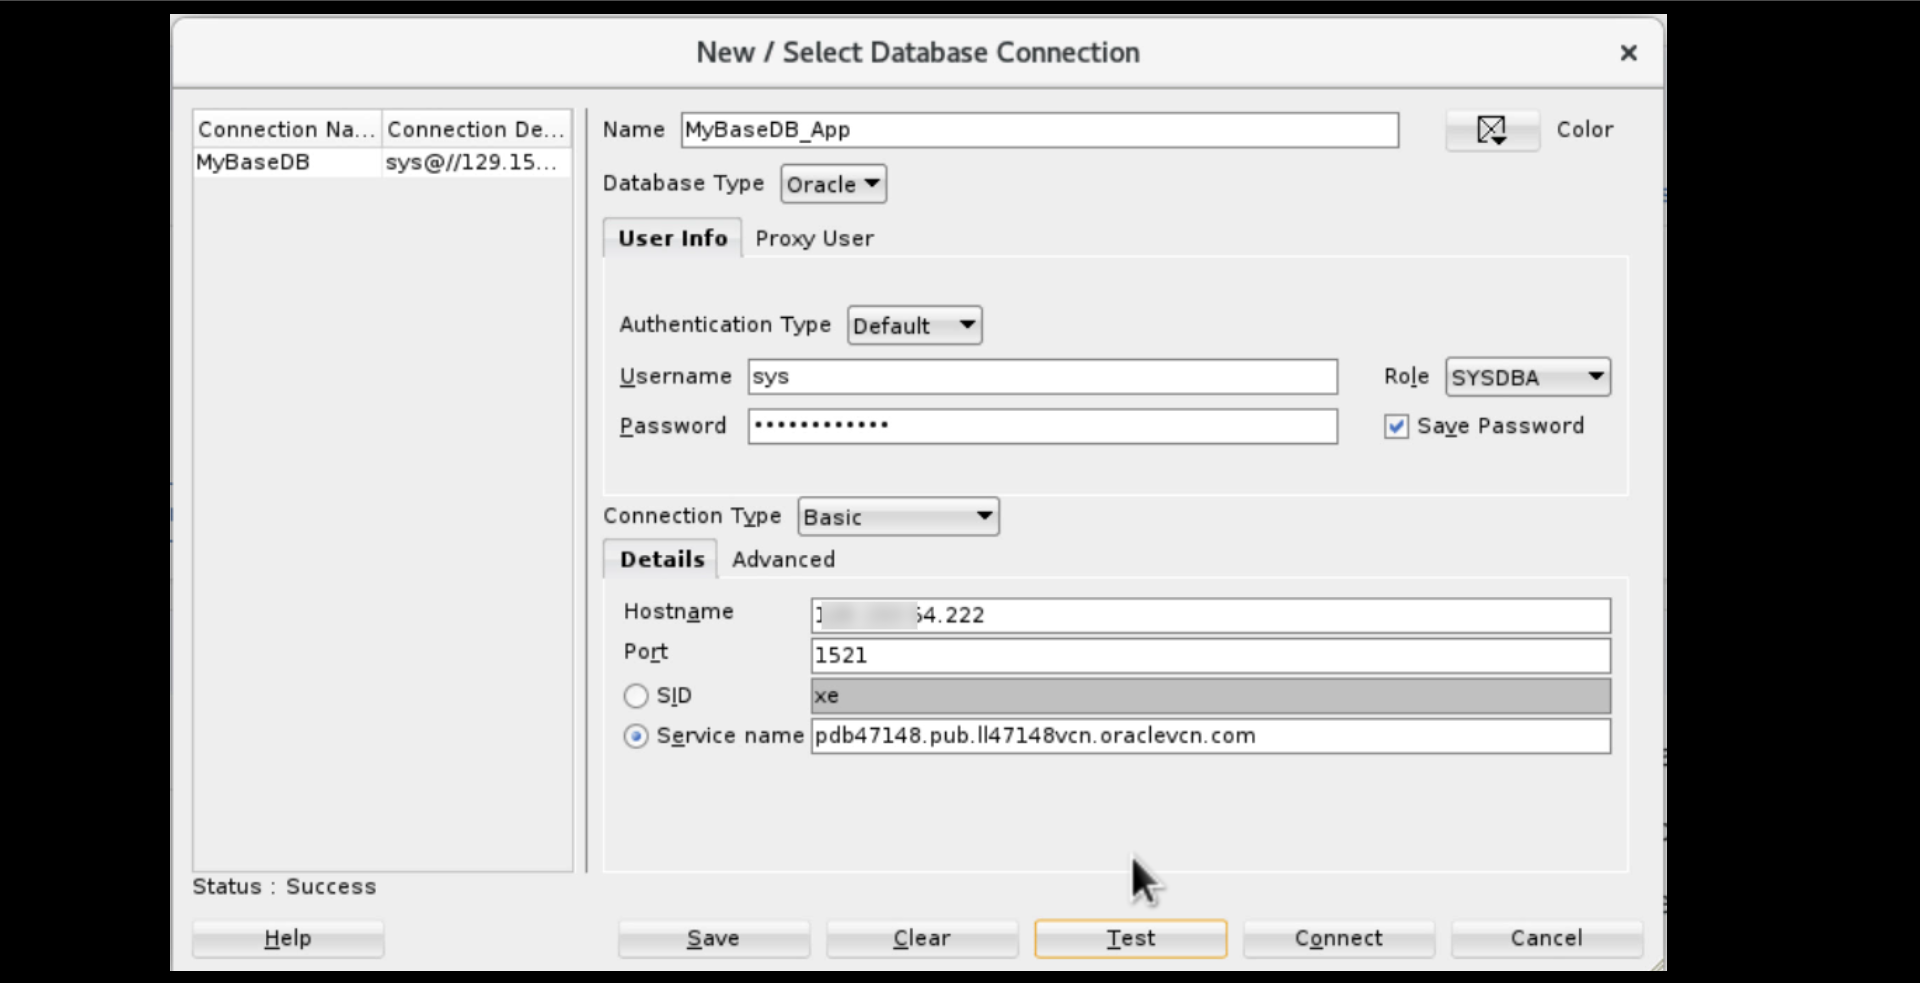 New / Select Database Connection
Connection Na... Connection De...
MyBaseDB sys@//129.15...
Name MyBaseDB_App Color
Database Type Oracle
User Info Proxy User
Authentication Type Default
Username sys Role SYSDBA
Password •••••••••••• Save Password
Connection Type Basic
Details Advanced
Hostname 54.222
Port 1521
SID xe
Service name pdb47148.pub.ll47148vcn.oraclevcn.com
Status : Success
Help Save Clear Test Connect Cancel